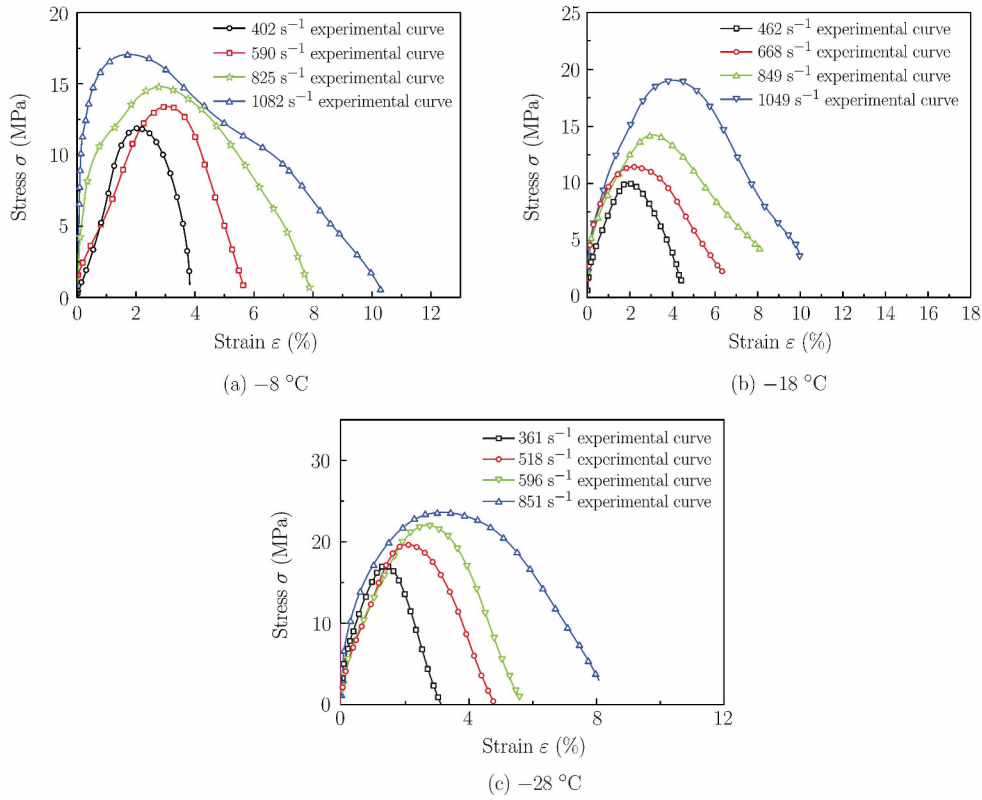 20
15
10
5
0
Stress σ (MPa)
402 s⁻¹ experimental curve
590 s⁻¹ experimental curve
825 s⁻¹ experimental curve
1082 s⁻¹ experimental curve
0 2 4 6 8 10 12
Strain ε (%)
(a) −8 °C
25
20
15
10
5
0
Stress σ (MPa)
462 s⁻¹ experimental curve
668 s⁻¹ experimental curve
849 s⁻¹ experimental curve
1049 s⁻¹ experimental curve
0 2 4 6 8 10 12 14 16 18
Strain ε (%)
(b) −18 °C
30
20
10
0
Stress σ (MPa)
361 s⁻¹ experimental curve
518 s⁻¹ experimental curve
596 s⁻¹ experimental curve
851 s⁻¹ experimental curve
0 4 8 12
Strain ε (%)
(c) −28 °C